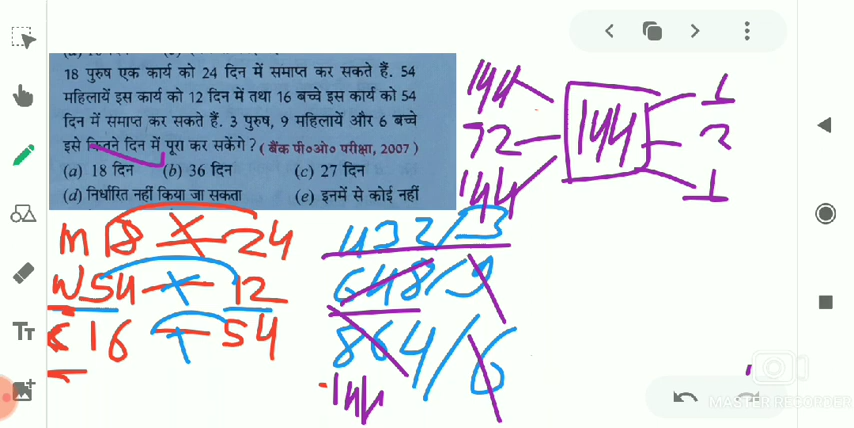 18 पुरुष एक कार्य को 24 दिन में समाप्त कर सकते हैं. 54
महिलायें इस कार्य को 12 दिन में तथा 16 बच्चे इस कार्य को 54
दिन में समाप्त कर सकते हैं. 3 पुरुष, 9 महिलायें और 6 बच्चे
इसे कितने दिन में पूरा कर सकेंगे? (बैंक पी०ओ० परीक्षा, 2007)
(a) 18 दिन (b) 36 दिन (c) 27 दिन
(d) निर्धारित नहीं किया जा सकता (e) इनमें से कोई नहीं
144
72
144
144
1
2
1
M 18 × 24
W 54 × 12
16 × 54
432/3
648/9
864/6
144
Tт
MASTER RECORDER